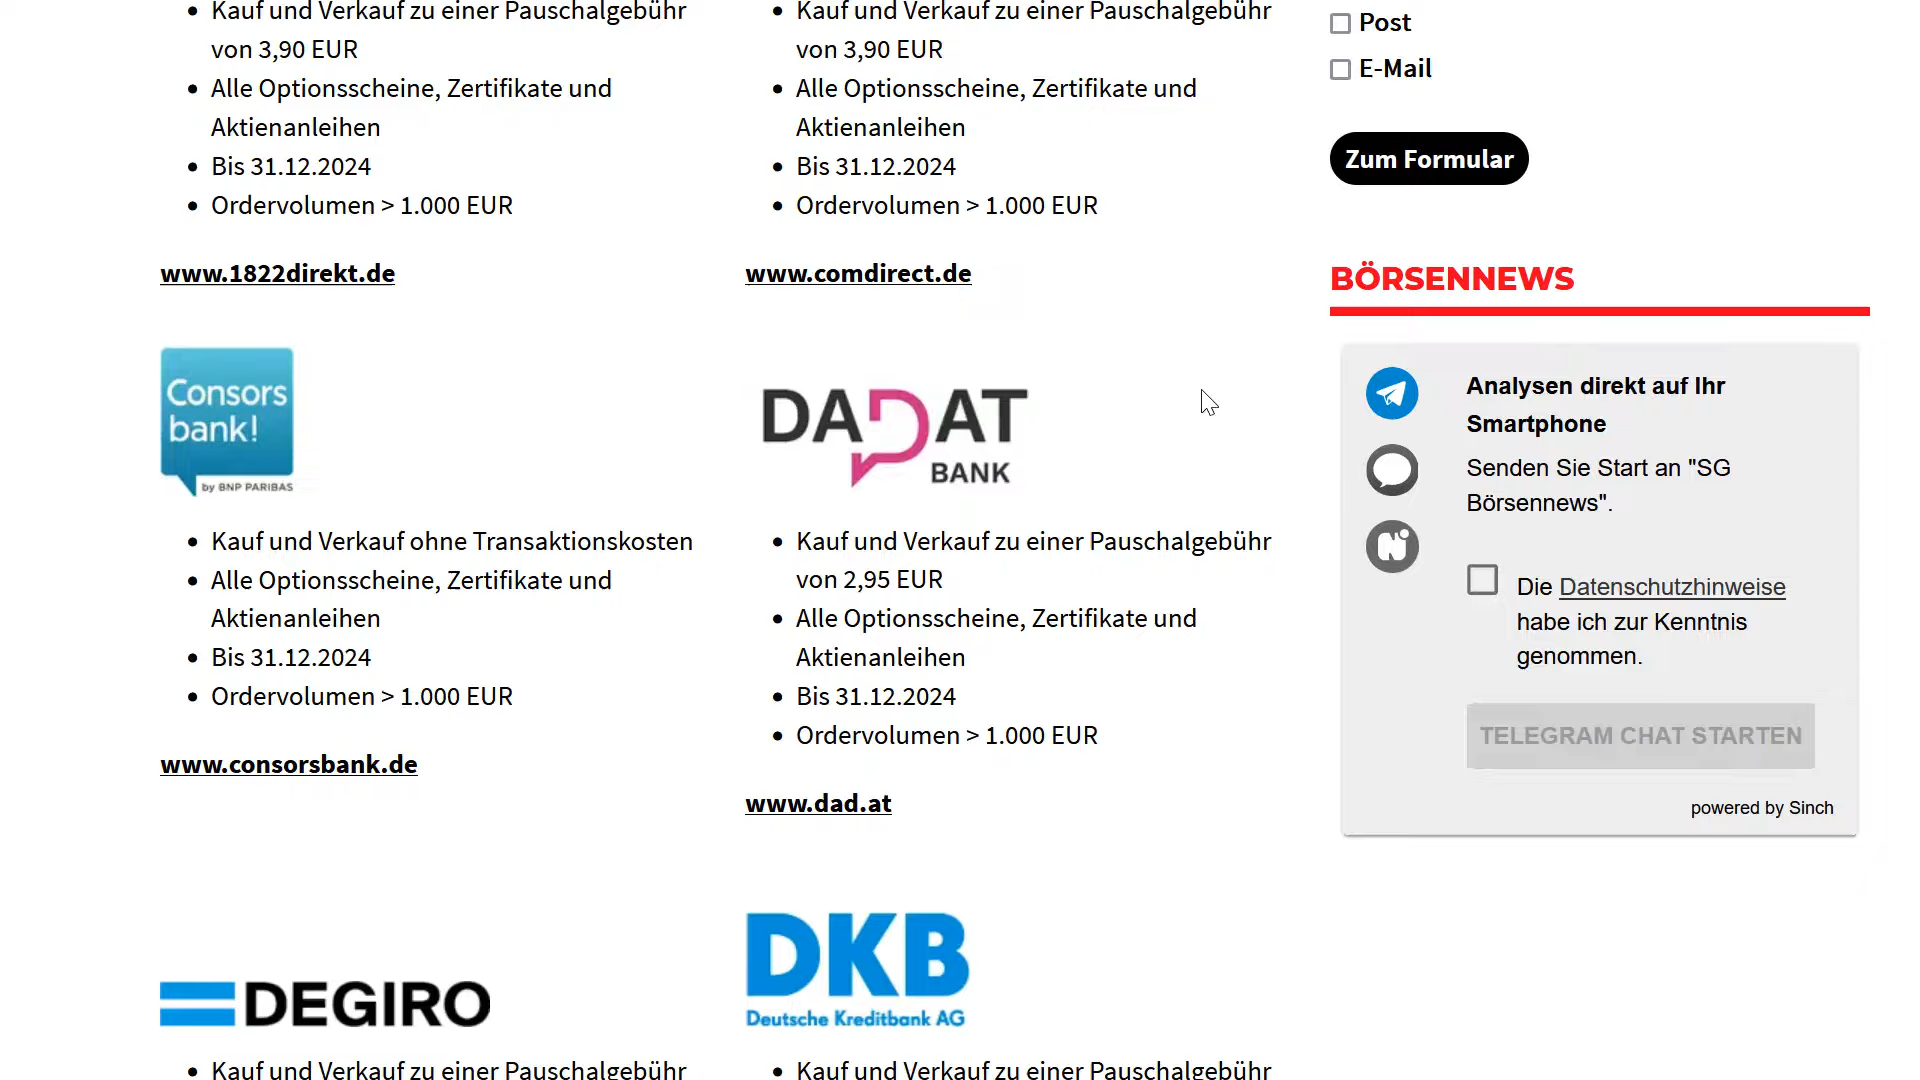 Kauf und Verkauf zu einer Pauschalgebühr
von 3,90 EUR
Alle Optionsscheine, Zertifikate und
Aktienanleihen
Bis 31.12.2024
Ordervolumen > 1.000 EUR
www.1822direkt.de
Kauf und Verkauf zu einer Pauschalgebühr
von 3,90 EUR
Alle Optionsscheine, Zertifikate und
Aktienanleihen
Bis 31.12.2024
Ordervolumen > 1.000 EUR
www.comdirect.de
Consors
bank!
by BNP PARIBAS
Kauf und Verkauf ohne Transaktionskosten
Alle Optionsscheine, Zertifikate und
Aktienanleihen
Bis 31.12.2024
Ordervolumen > 1.000 EUR
www.consorsbank.de
DADAT
BANK
Kauf und Verkauf zu einer Pauschalgebühr
von 2,95 EUR
Alle Optionsscheine, Zertifikate und
Aktienanleihen
Bis 31.12.2024
Ordervolumen > 1.000 EUR
www.dad.at
DEGIRO
Kauf und Verkauf zu einer Pauschalgebühr
DKB
Deutsche Kreditbank AG
Kauf und Verkauf zu einer Pauschalgebühr
Post
E-Mail
Zum Formular
BÖRSENNEWS
Analysen direkt auf Ihr
Smartphone
Senden Sie Start an "SG
Börsennews".
Die Datenschutzhinweise
habe ich zur Kenntnis
genommen.
TELEGRAM CHAT STARTEN
powered by Sinch